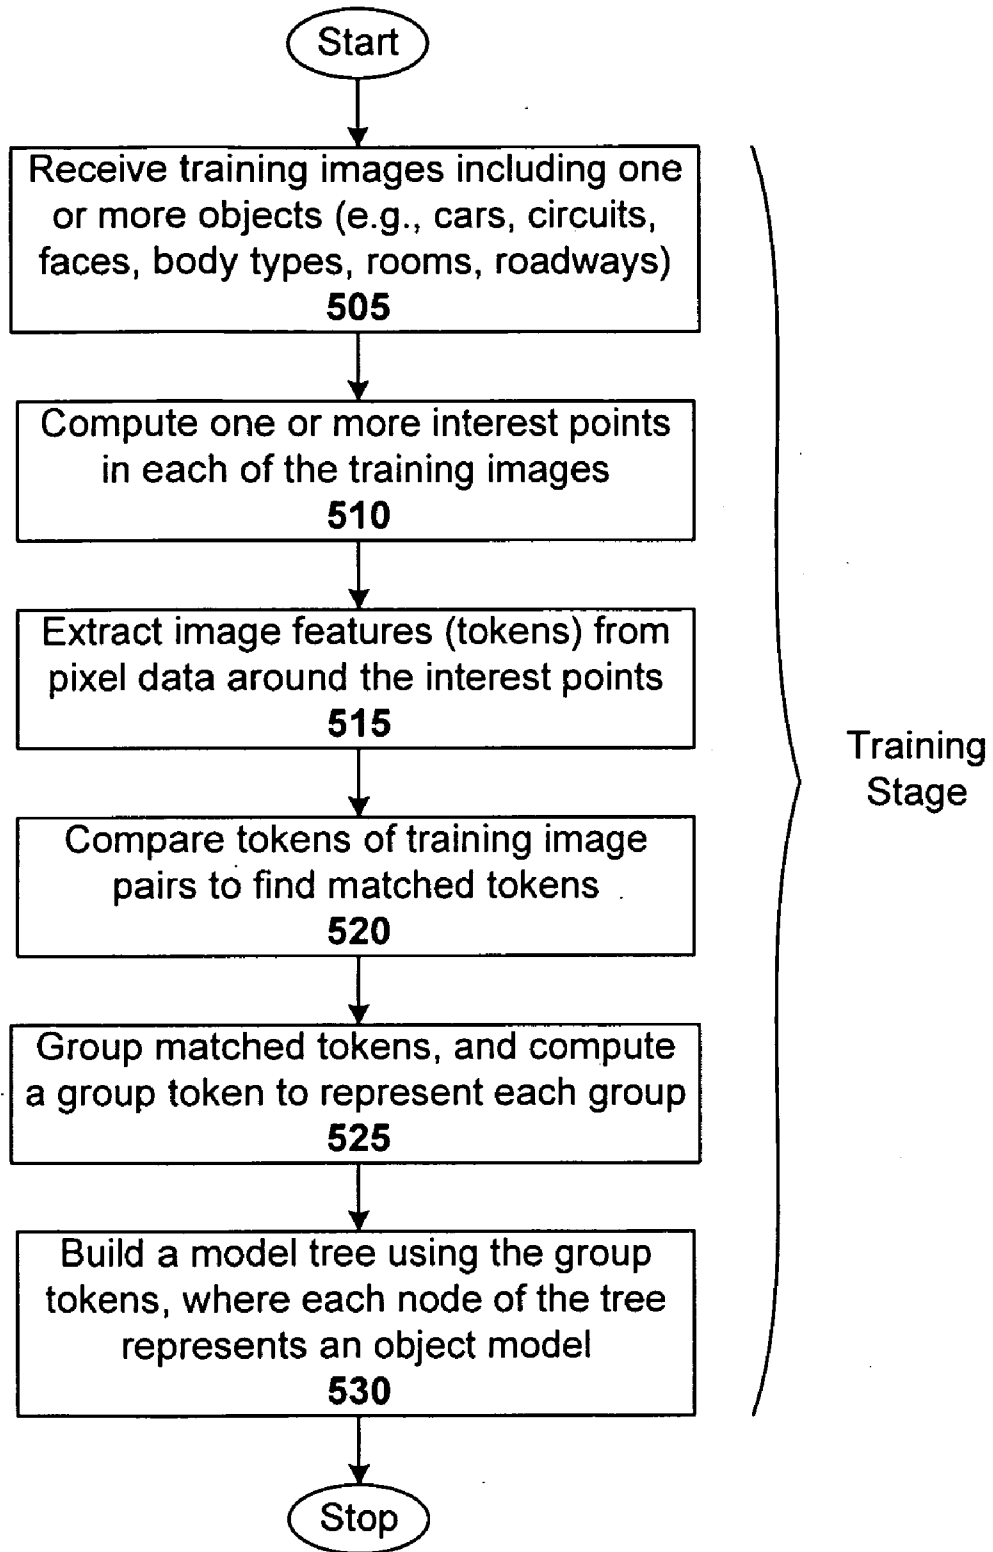 Start
Receive training images including one
or more objects (e.g., cars, circuits,
faces, body types, rooms, roadways)
505
Compute one or more interest points
in each of the training images
510
Extract image features (tokens) from
pixel data around the interest points
515
Compare tokens of training image
pairs to find matched tokens
520
Group matched tokens, and compute
a group token to represent each group
525
Build a model tree using the group
tokens, where each node of the tree
represents an object model
530
Stop
Training
Stage